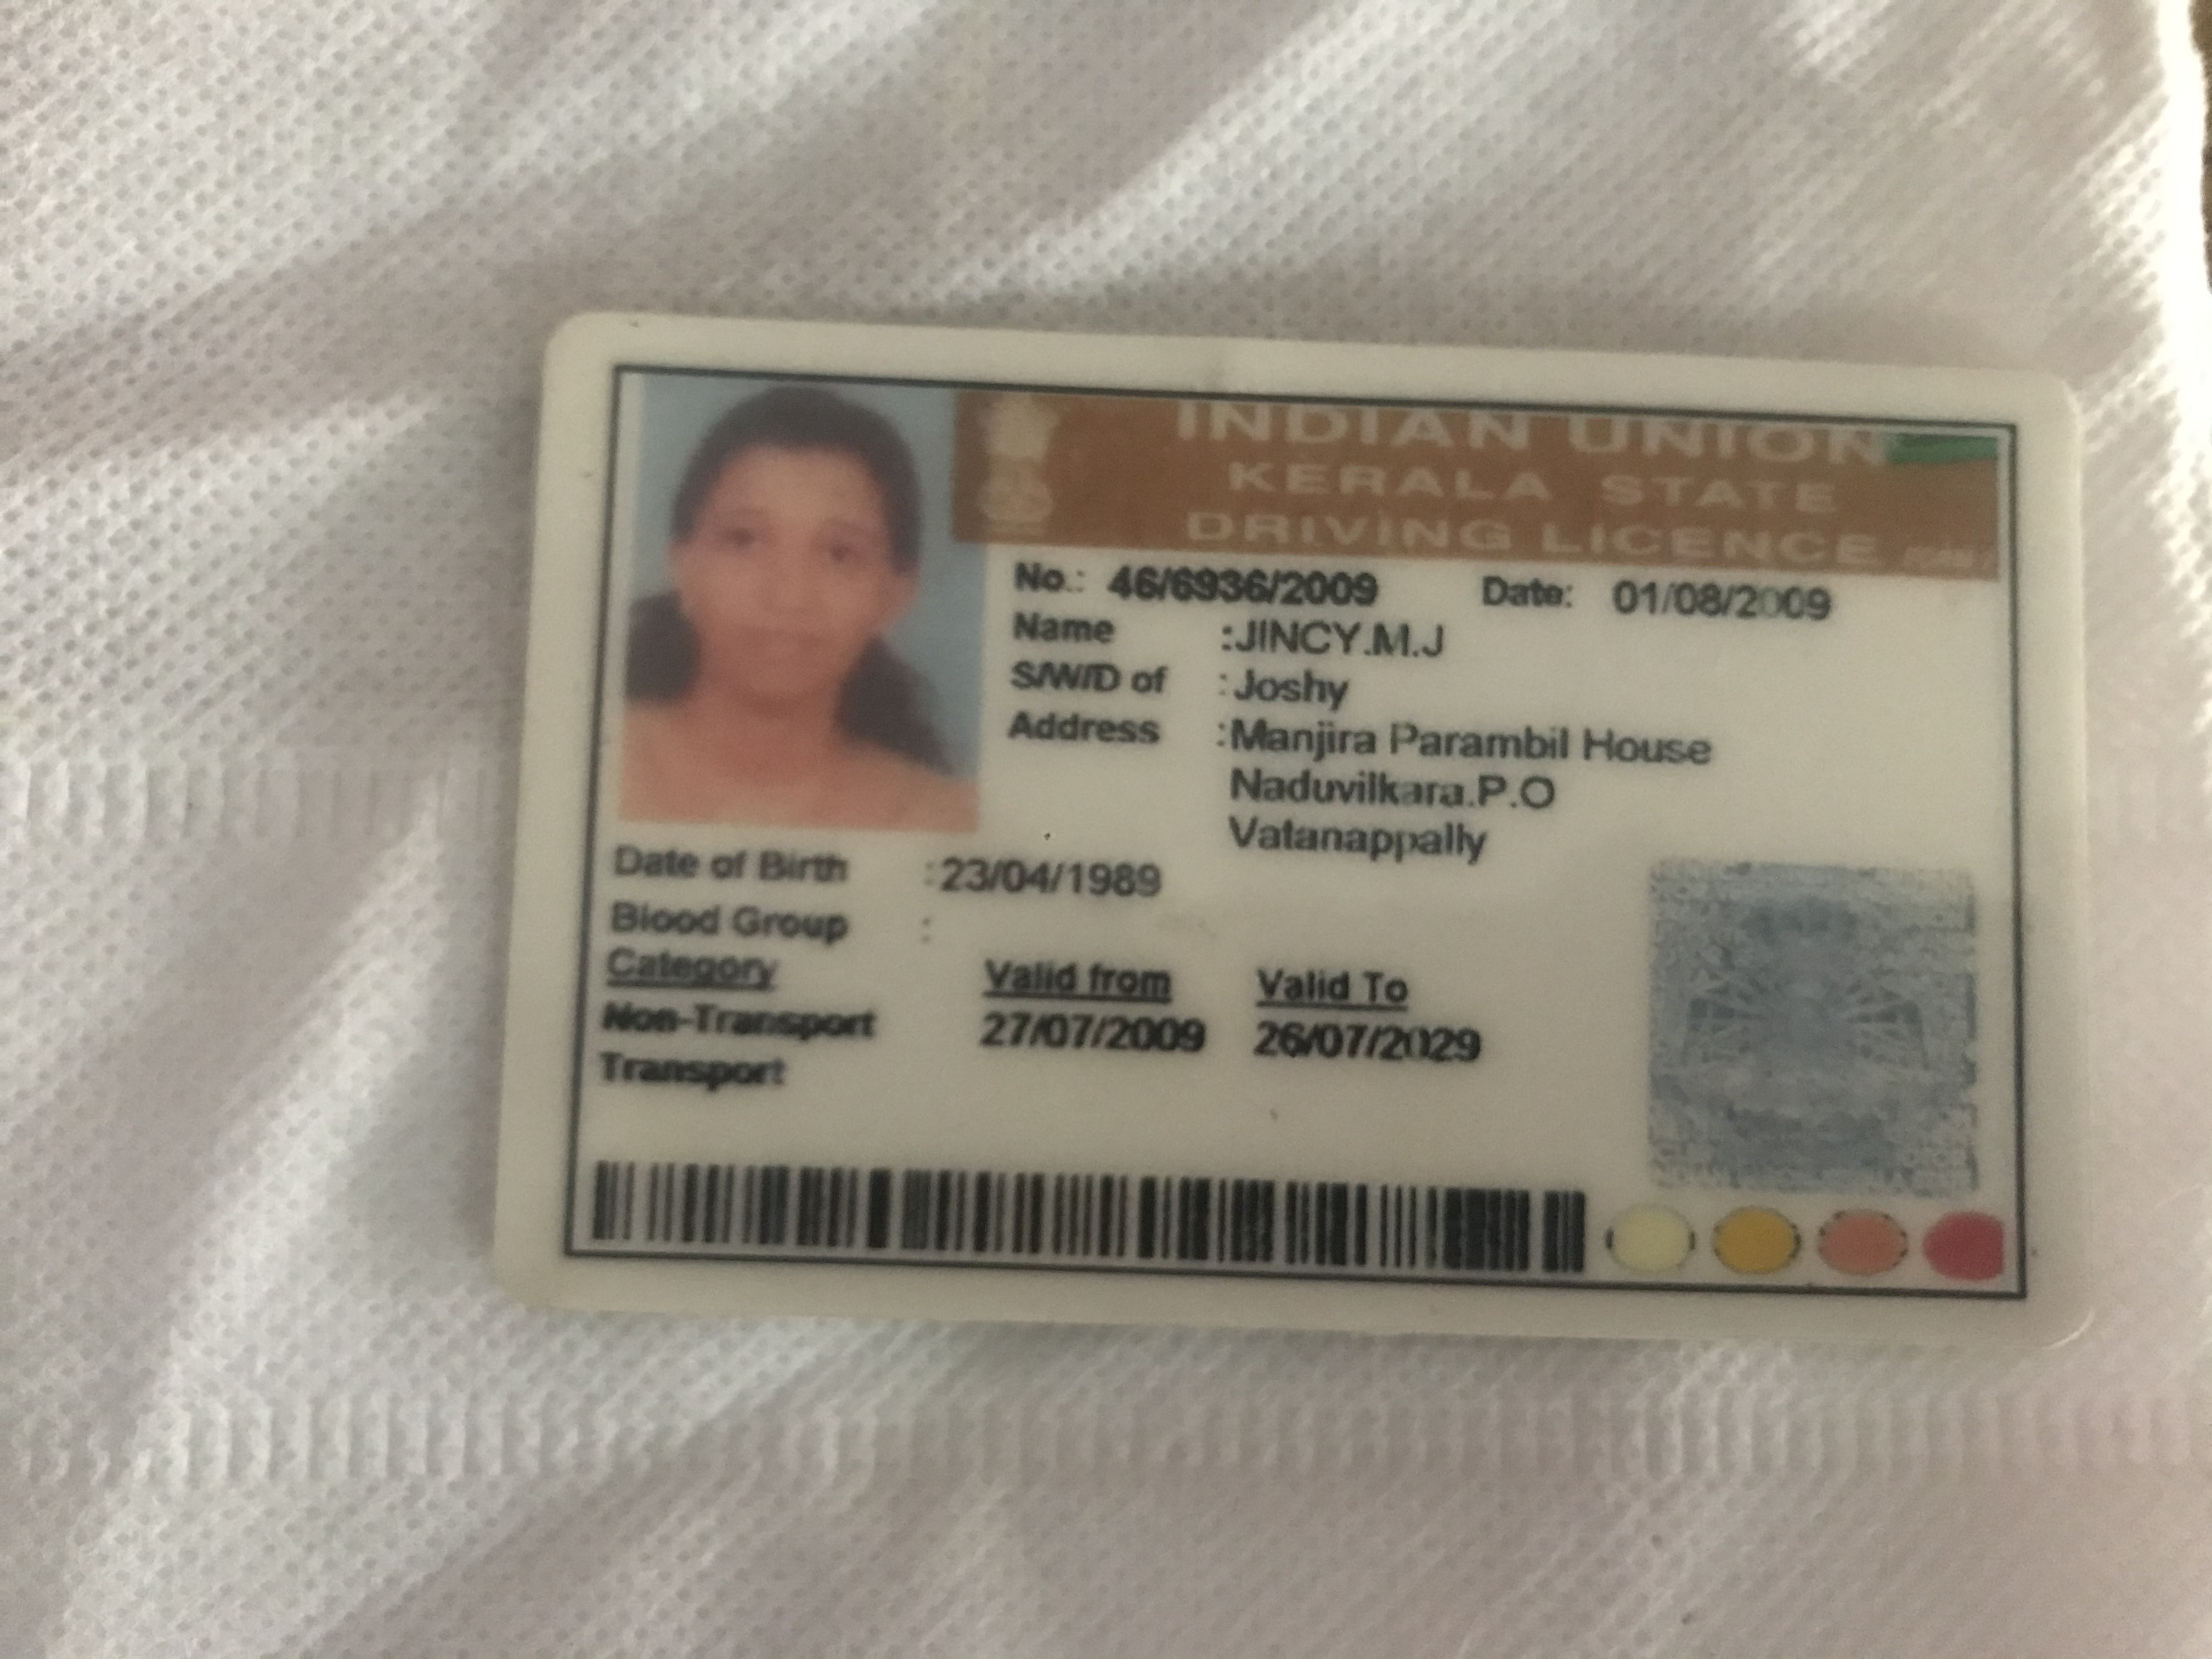 INDIAN UNION
KERALA STATE
DRIVING LICENCE
No.: 46/6936/2009 Date: 01/08/2009
Name :JINCY.M.J
S/W/D of :Joshy
Address :Manjira Parambil House
Naduvilkara.P.O
Vatanappally
Date of Birth :23/04/1989
Blood Group :
Category Valid from Valid To
Non-Transport 27/07/2009 26/07/2029
Transport